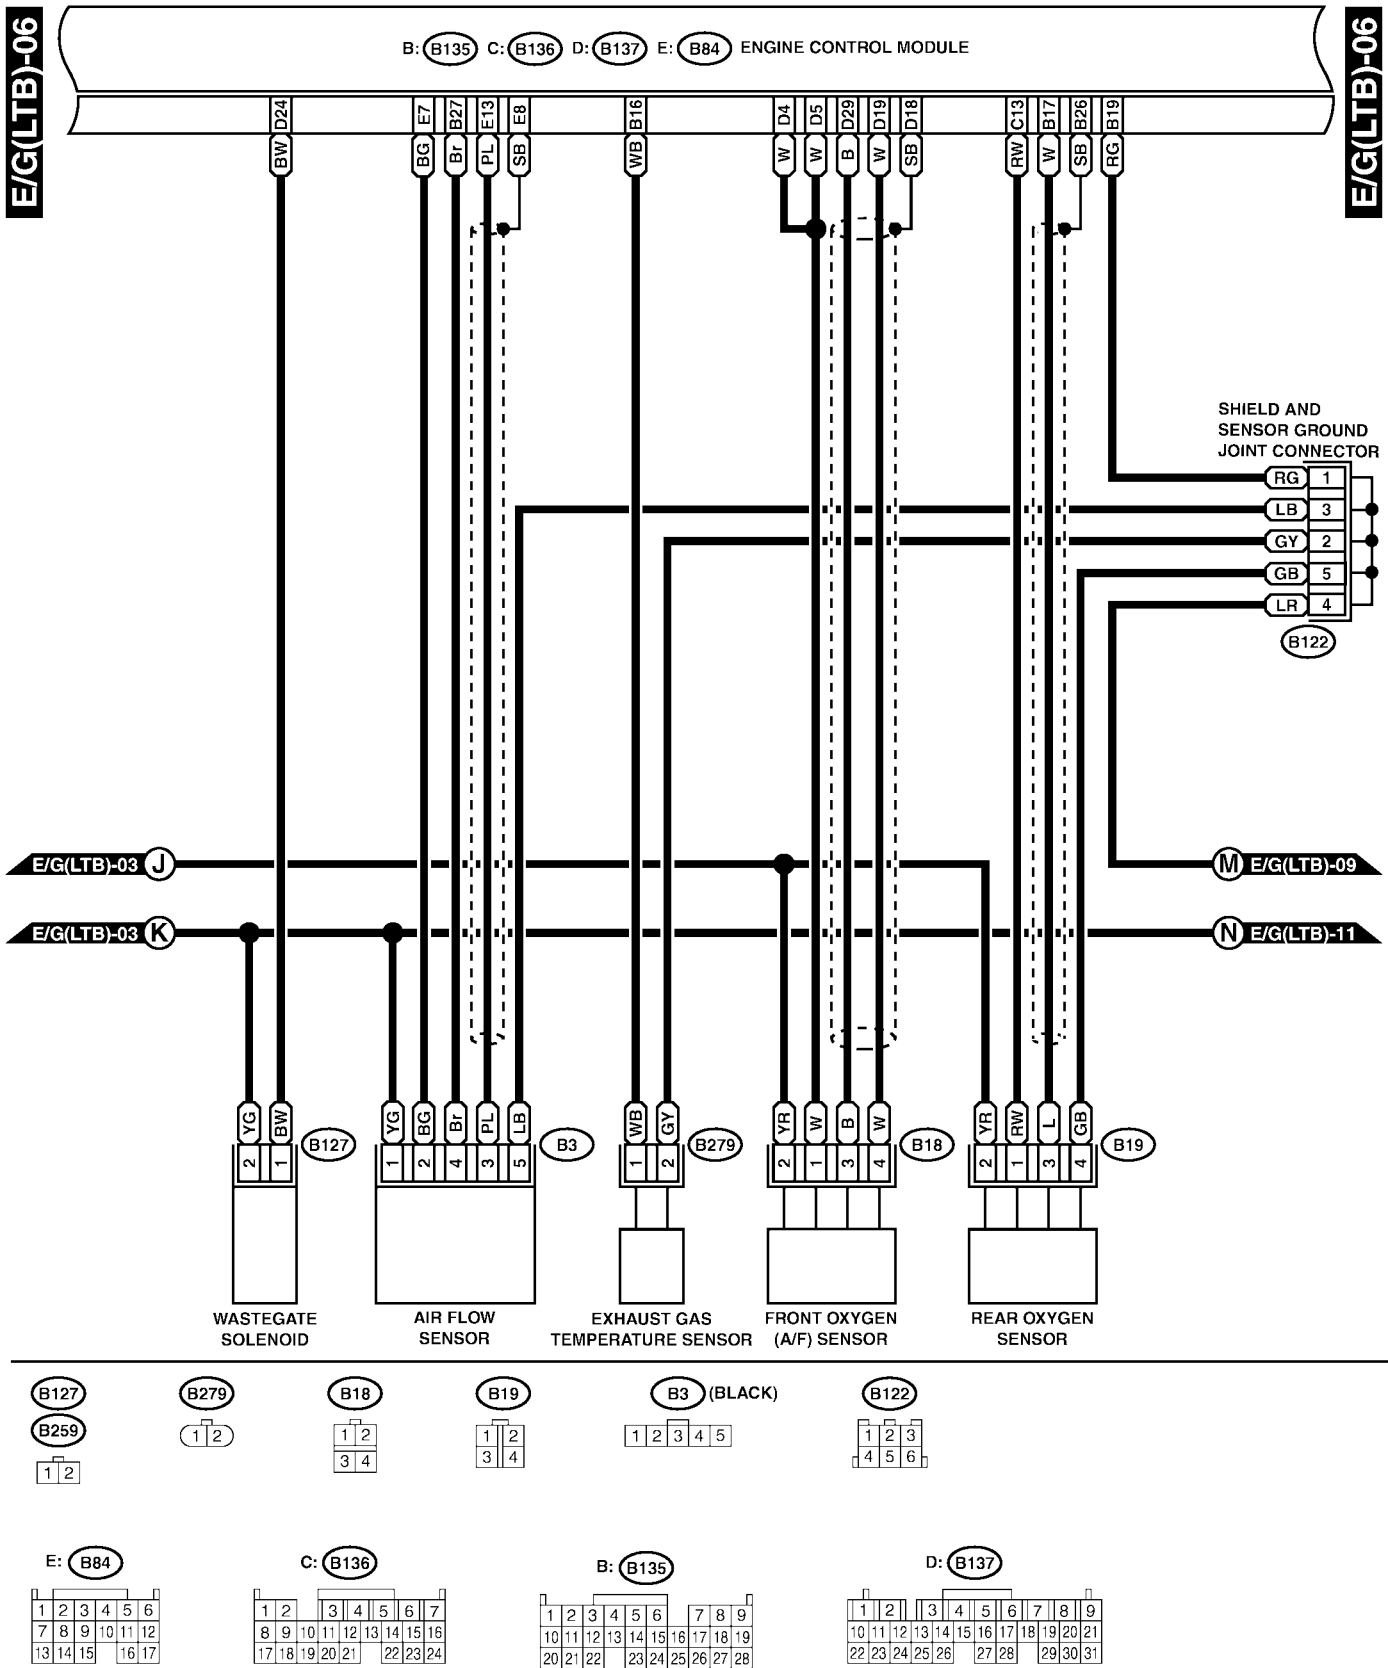 E/G(LTB)-06
E/G(LTB)-06
B: B135 C: B136 D: B137 E: B84 ENGINE CONTROL MODULE
D24 E7 B27 E13 E8 B16 D4 D5 D29 D19 D18 C13 B17 B26 B19
BW BG Br PL SB WB W W B W SB RW W SB RG
SHIELD AND
SENSOR GROUND
JOINT CONNECTOR
RG 1
LB 3
GY 2
GB 5
LR 4
B122
E/G(LTB)-03 J M E/G(LTB)-09
E/G(LTB)-03 K N E/G(LTB)-11
YG BW YG BG Br PL LB WB GY YR W B W YR RW L GB
2 1 B127 1 2 4 3 5 B3 1 2 B279 2 1 3 4 B18 2 1 3 4 B19
WASTEGATE
SOLENOID
AIR FLOW
SENSOR
EXHAUST GAS
TEMPERATURE SENSOR
FRONT OXYGEN
(A/F) SENSOR
REAR OXYGEN
SENSOR
B127
B259
1 2
B279
1 2
B18
1 2
3 4
B19
1 2
3 4
B3 (BLACK)
1 2 3 4 5
B122
1 2 3
4 5 6
E: B84
1 2 3 4 5 6
7 8 9 10 11 12
13 14 15 16 17
C: B136
1 2 3 4 5 6 7
8 9 10 11 12 13 14 15 16
17 18 19 20 21 22 23 24
B: B135
1 2 3 4 5 6 7 8 9
10 11 12 13 14 15 16 17 18 19
20 21 22 23 24 25 26 27 28
D: B137
1 2 3 4 5 6 7 8 9
10 11 12 13 14 15 16 17 18 19 20 21
22 23 24 25 26 27 28 29 30 31